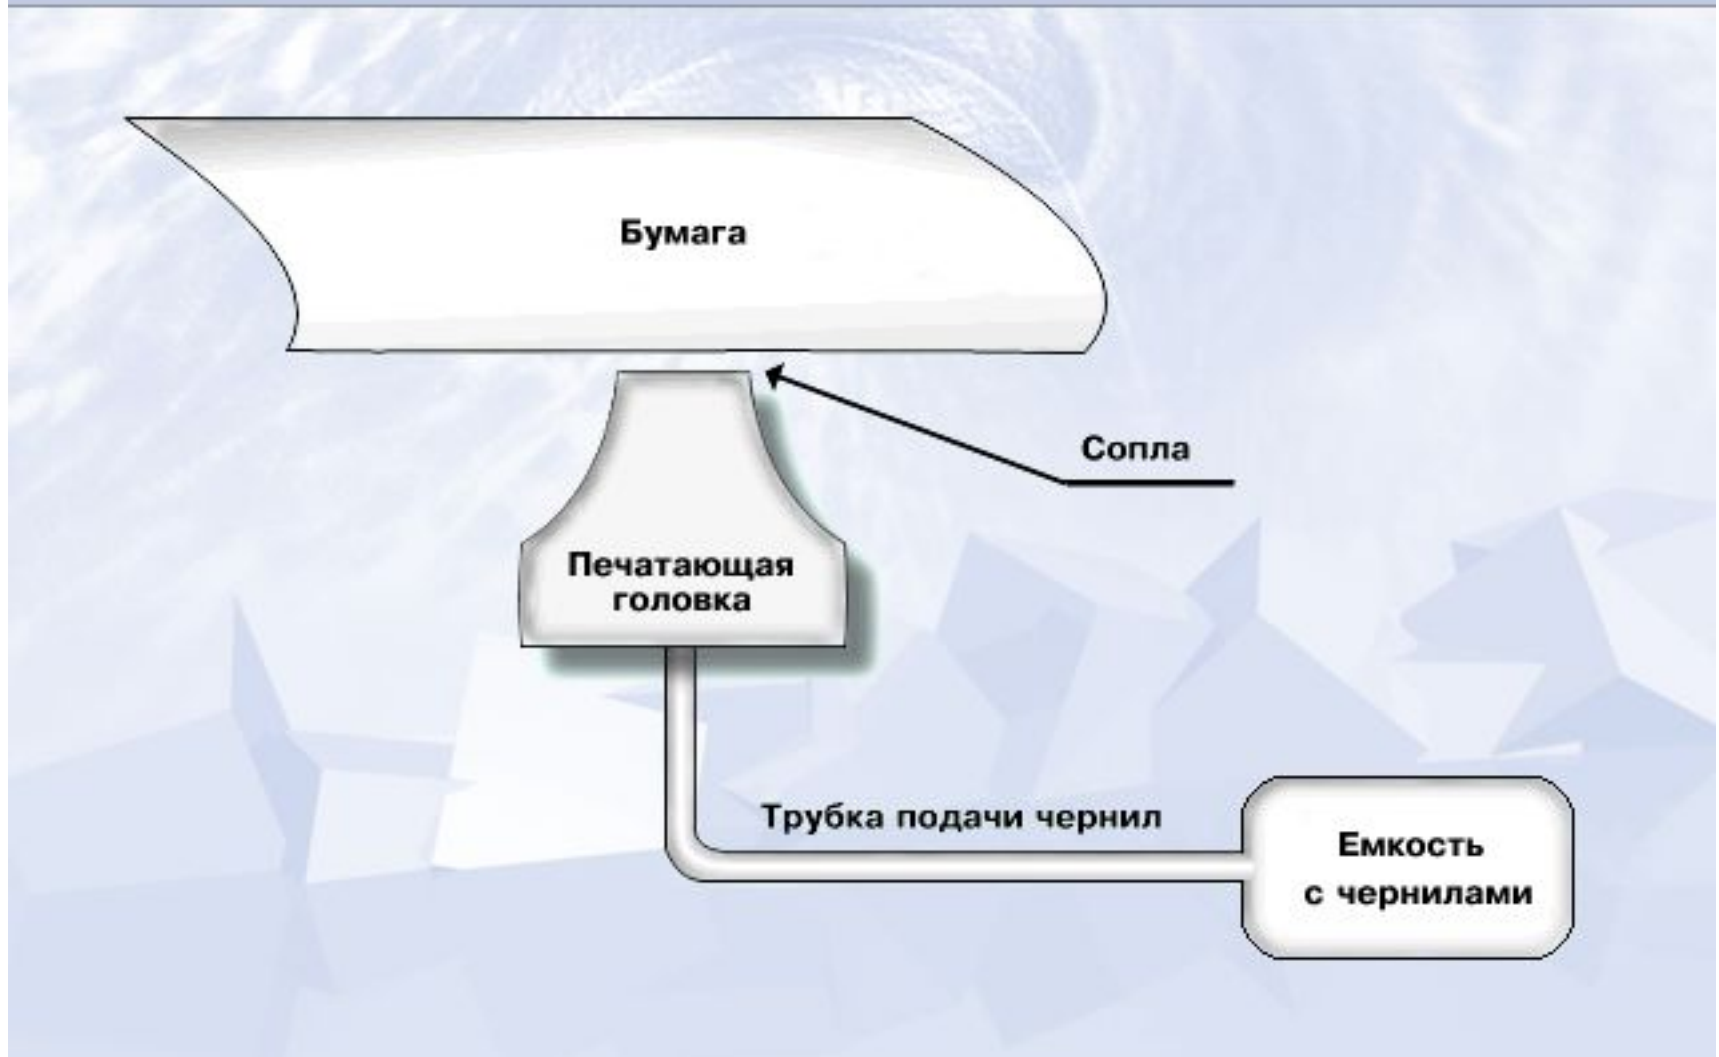 Бумага
Сопла
Печатающая
головка
Трубка подачи чернил
Емкость
с чернилами